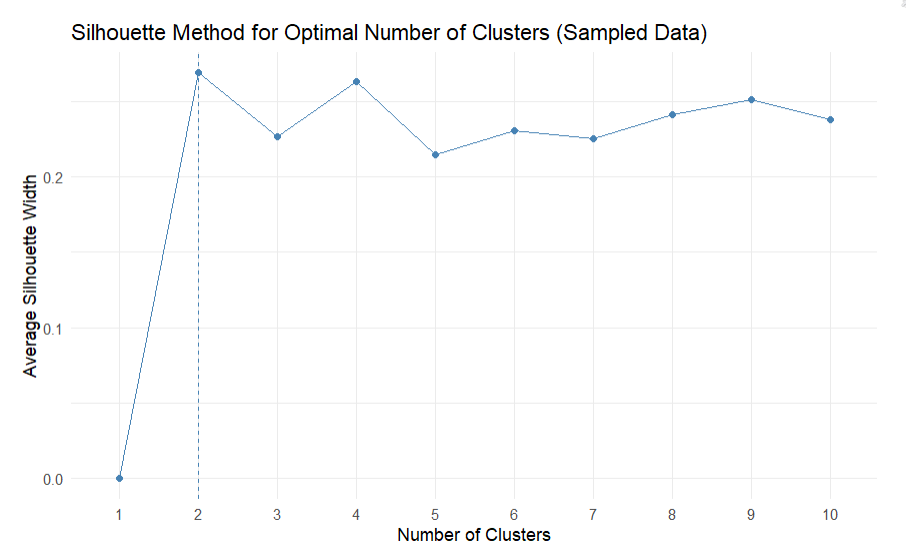 Silhouette Method for Optimal Number of Clusters (Sampled Data)
Average Silhouette Width
0.2
0.1
0.0
1 2 3 4 5 6 7 8 9 10
Number of Clusters